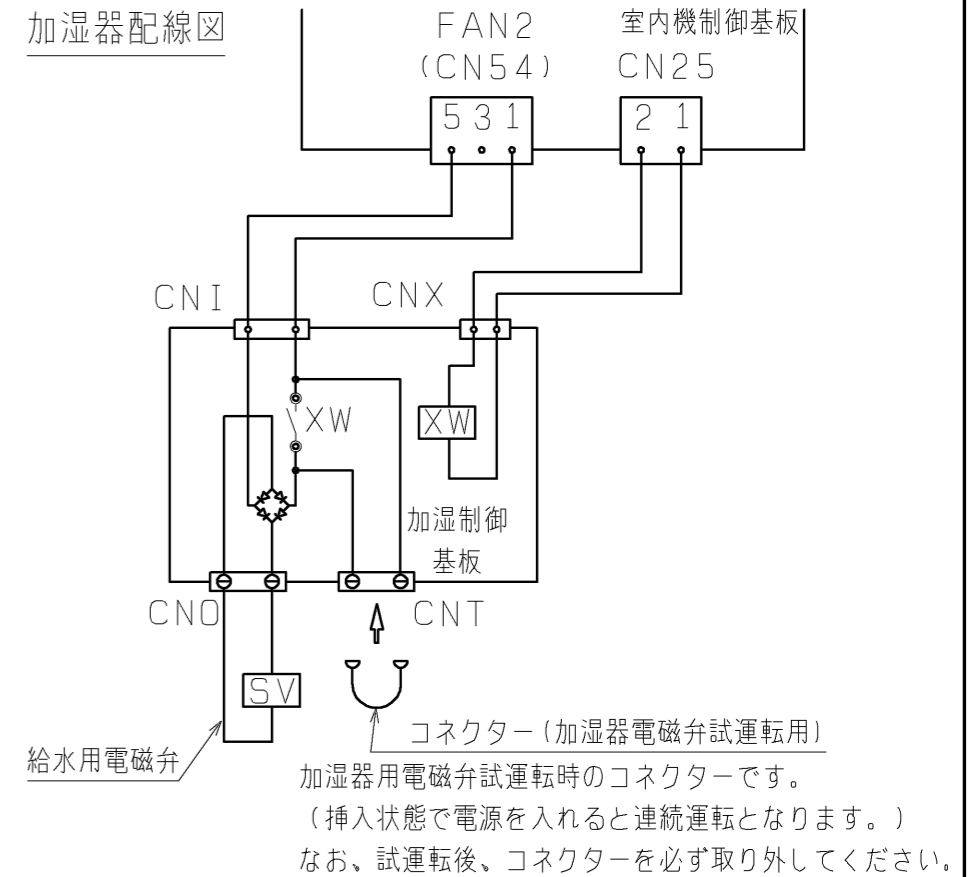 加湿器配線図
FAN2
(CN54)
室内機制御基板
CN25
5 3 1
2 1
CNI
CNX
XW
XW
加湿制御
基板
CNO
CNT
SV
給水用電磁弁
コネクター(加湿器電磁弁試運転用)
加湿器用電磁弁試運転時のコネクターです。
(挿入状態で電源を入れると連続運転となります。)
なお、試運転後、コネクターを必ず取り外してください。